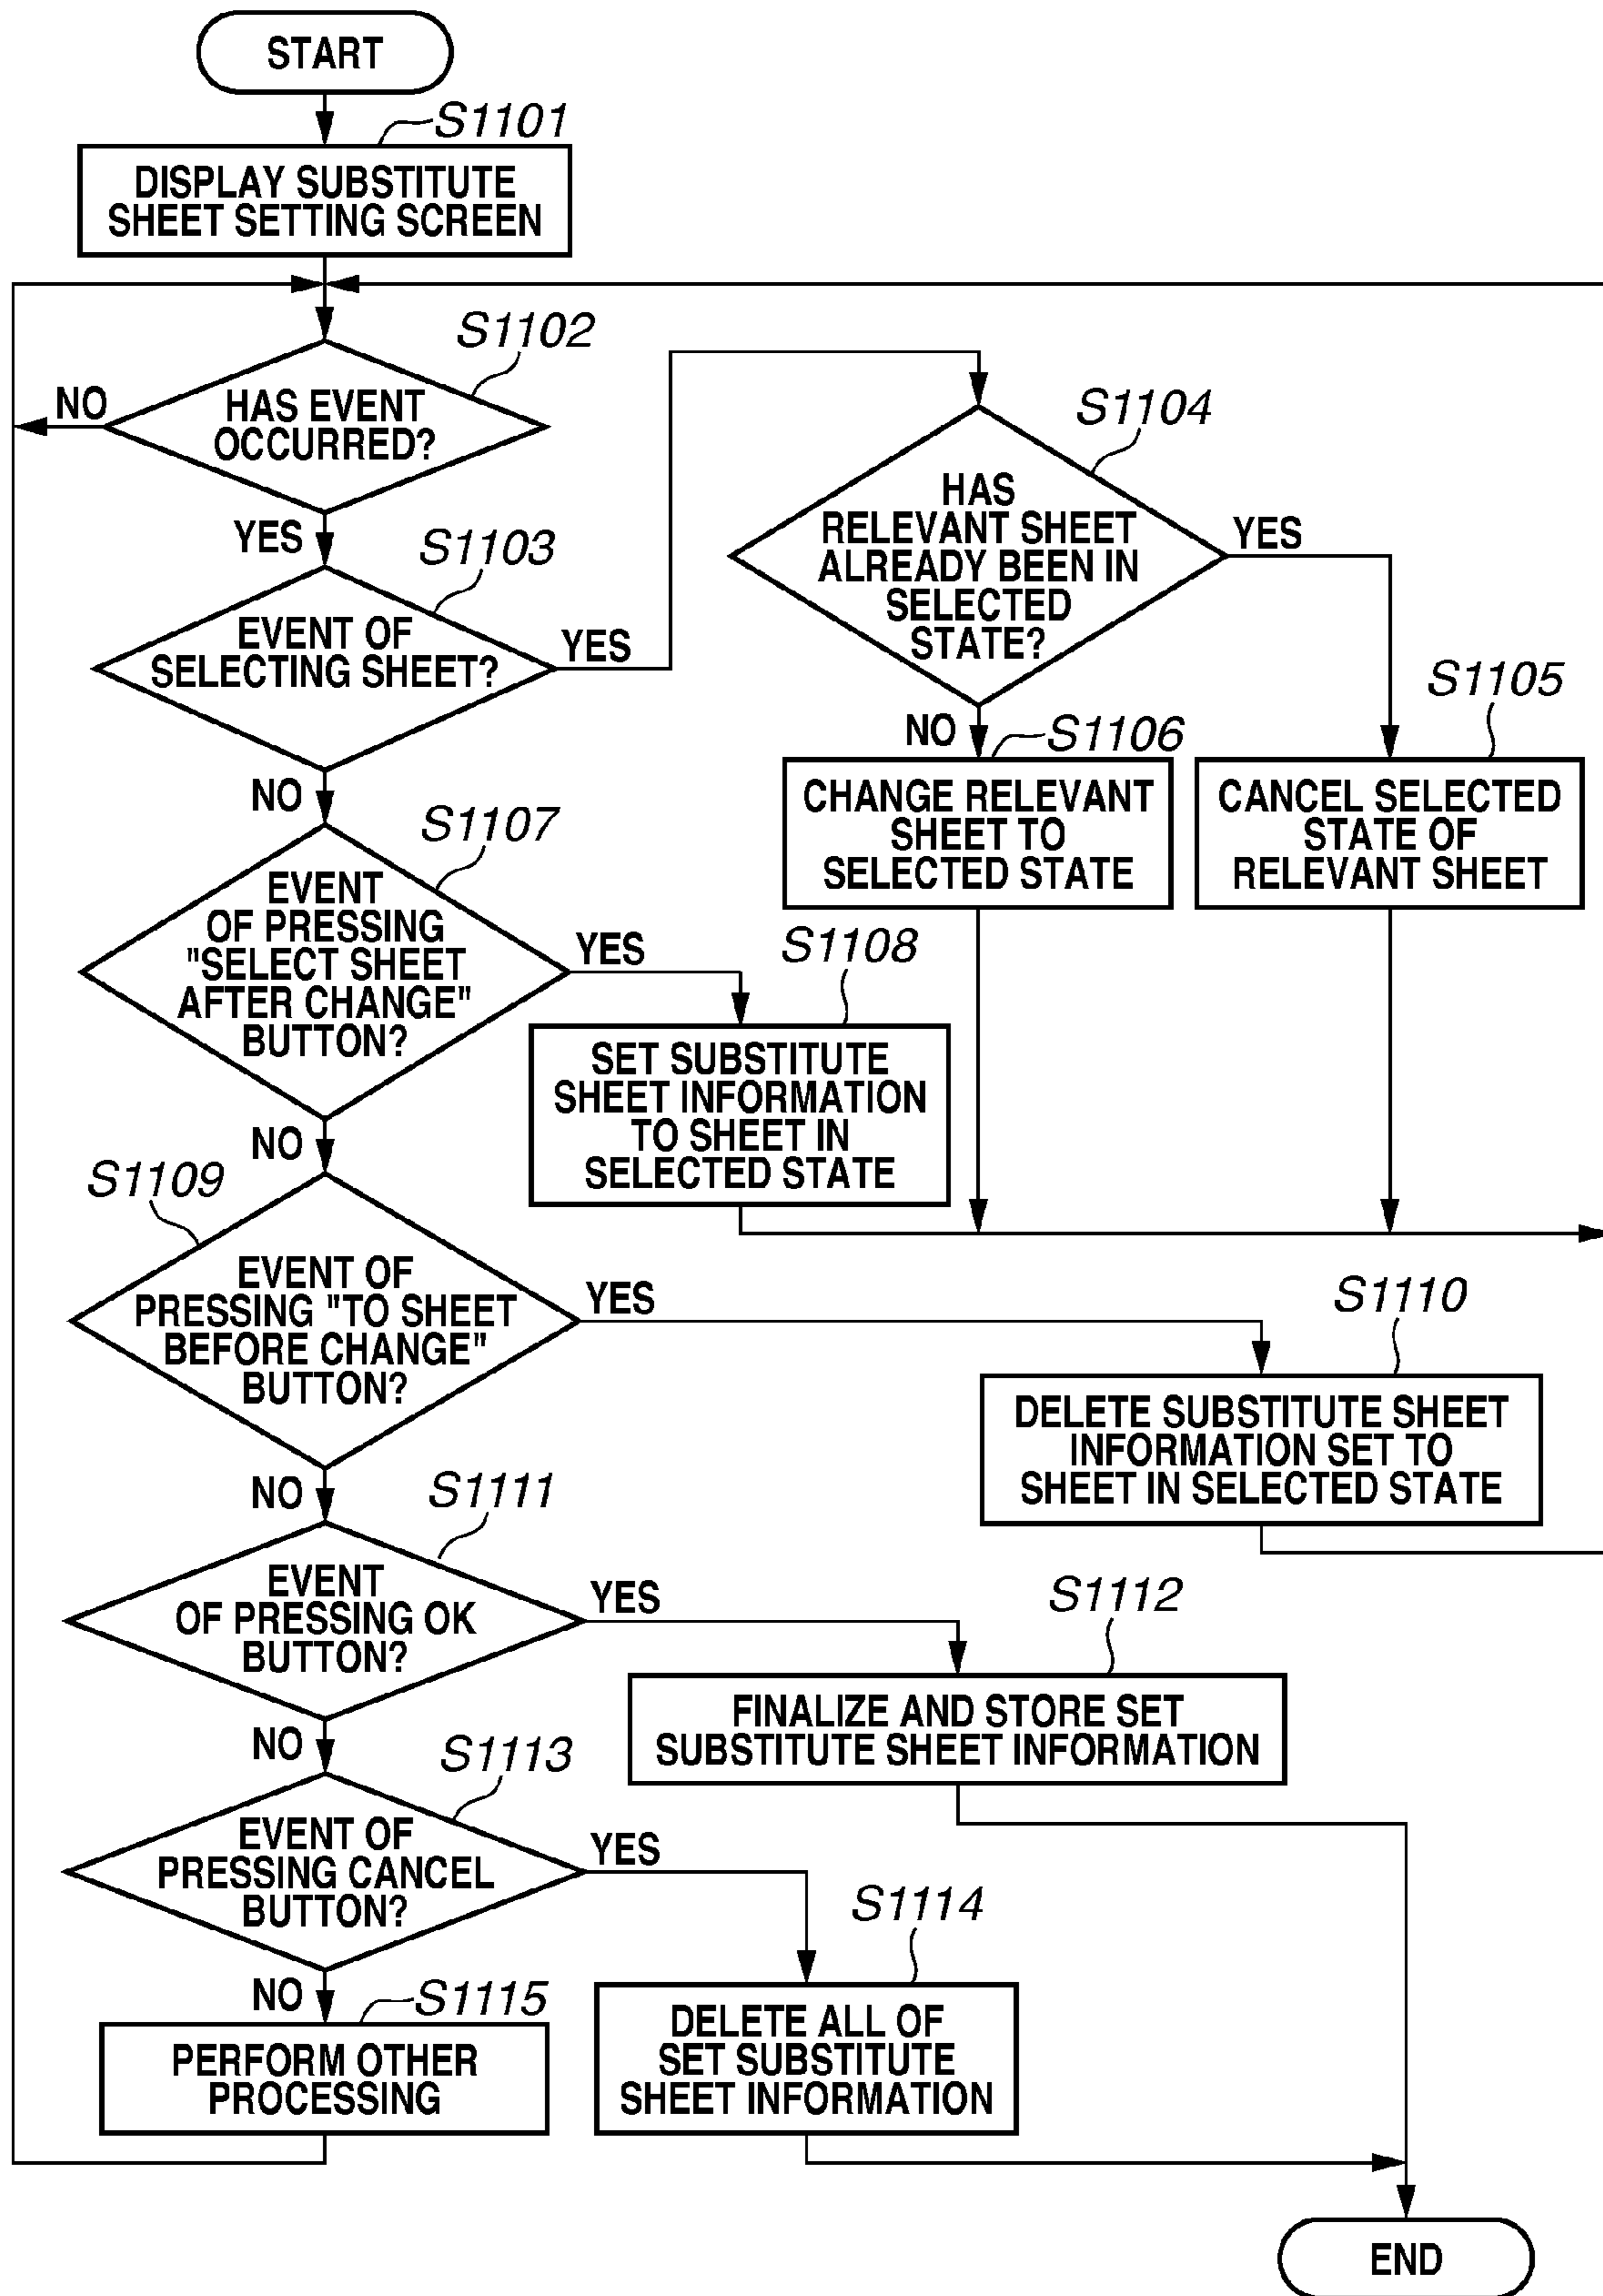 START
S1101
DISPLAY SUBSTITUTE
SHEET SETTING SCREEN
S1102
HAS EVENT
OCCURRED?
NO
YES
S1103
EVENT OF
SELECTING SHEET?
YES
NO
S1104
HAS
RELEVANT SHEET
ALREADY BEEN IN
SELECTED
STATE?
YES
NO
S1105
CANCEL SELECTED
STATE OF
RELEVANT SHEET
S1106
CHANGE RELEVANT
SHEET TO
SELECTED STATE
S1107
EVENT
OF PRESSING
"SELECT SHEET
AFTER CHANGE"
BUTTON?
YES
NO
S1108
SET SUBSTITUTE
SHEET INFORMATION
TO SHEET IN
SELECTED STATE
S1109
EVENT OF
PRESSING "TO SHEET
BEFORE CHANGE"
BUTTON?
YES
NO
S1110
DELETE SUBSTITUTE SHEET
INFORMATION SET TO
SHEET IN SELECTED STATE
S1111
EVENT
OF PRESSING OK
BUTTON?
YES
NO
S1112
FINALIZE AND STORE SET
SUBSTITUTE SHEET INFORMATION
S1113
EVENT OF
PRESSING CANCEL
BUTTON?
YES
NO
S1114
DELETE ALL OF
SET SUBSTITUTE
SHEET INFORMATION
S1115
PERFORM OTHER
PROCESSING
END